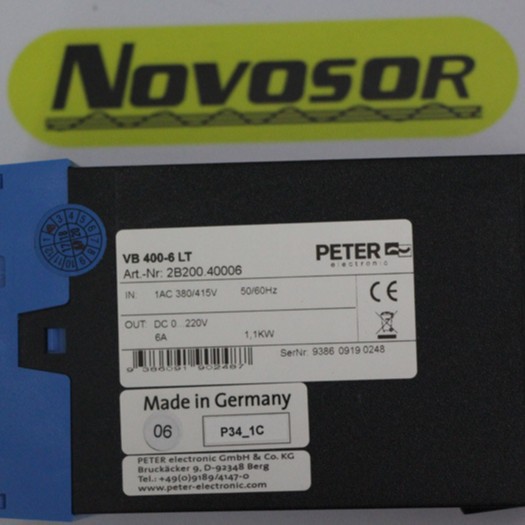 NOVOSOR
VB 400-6 LT
Art.-Nr: 2B200.40006
PETER
electronic
IN: 1AC 380/415V 50/60Hz
CE
OUT: DC 0...220V
6A 1,1KW
SerNr. 9386 0919 0248
Made in Germany
06 P34_1C
PETER electronic GmbH & Co. KG
Bruckäcker 9, D-92348 Berg
Tel.: +49(0)9189/4147-0
www.peter-electronic.com